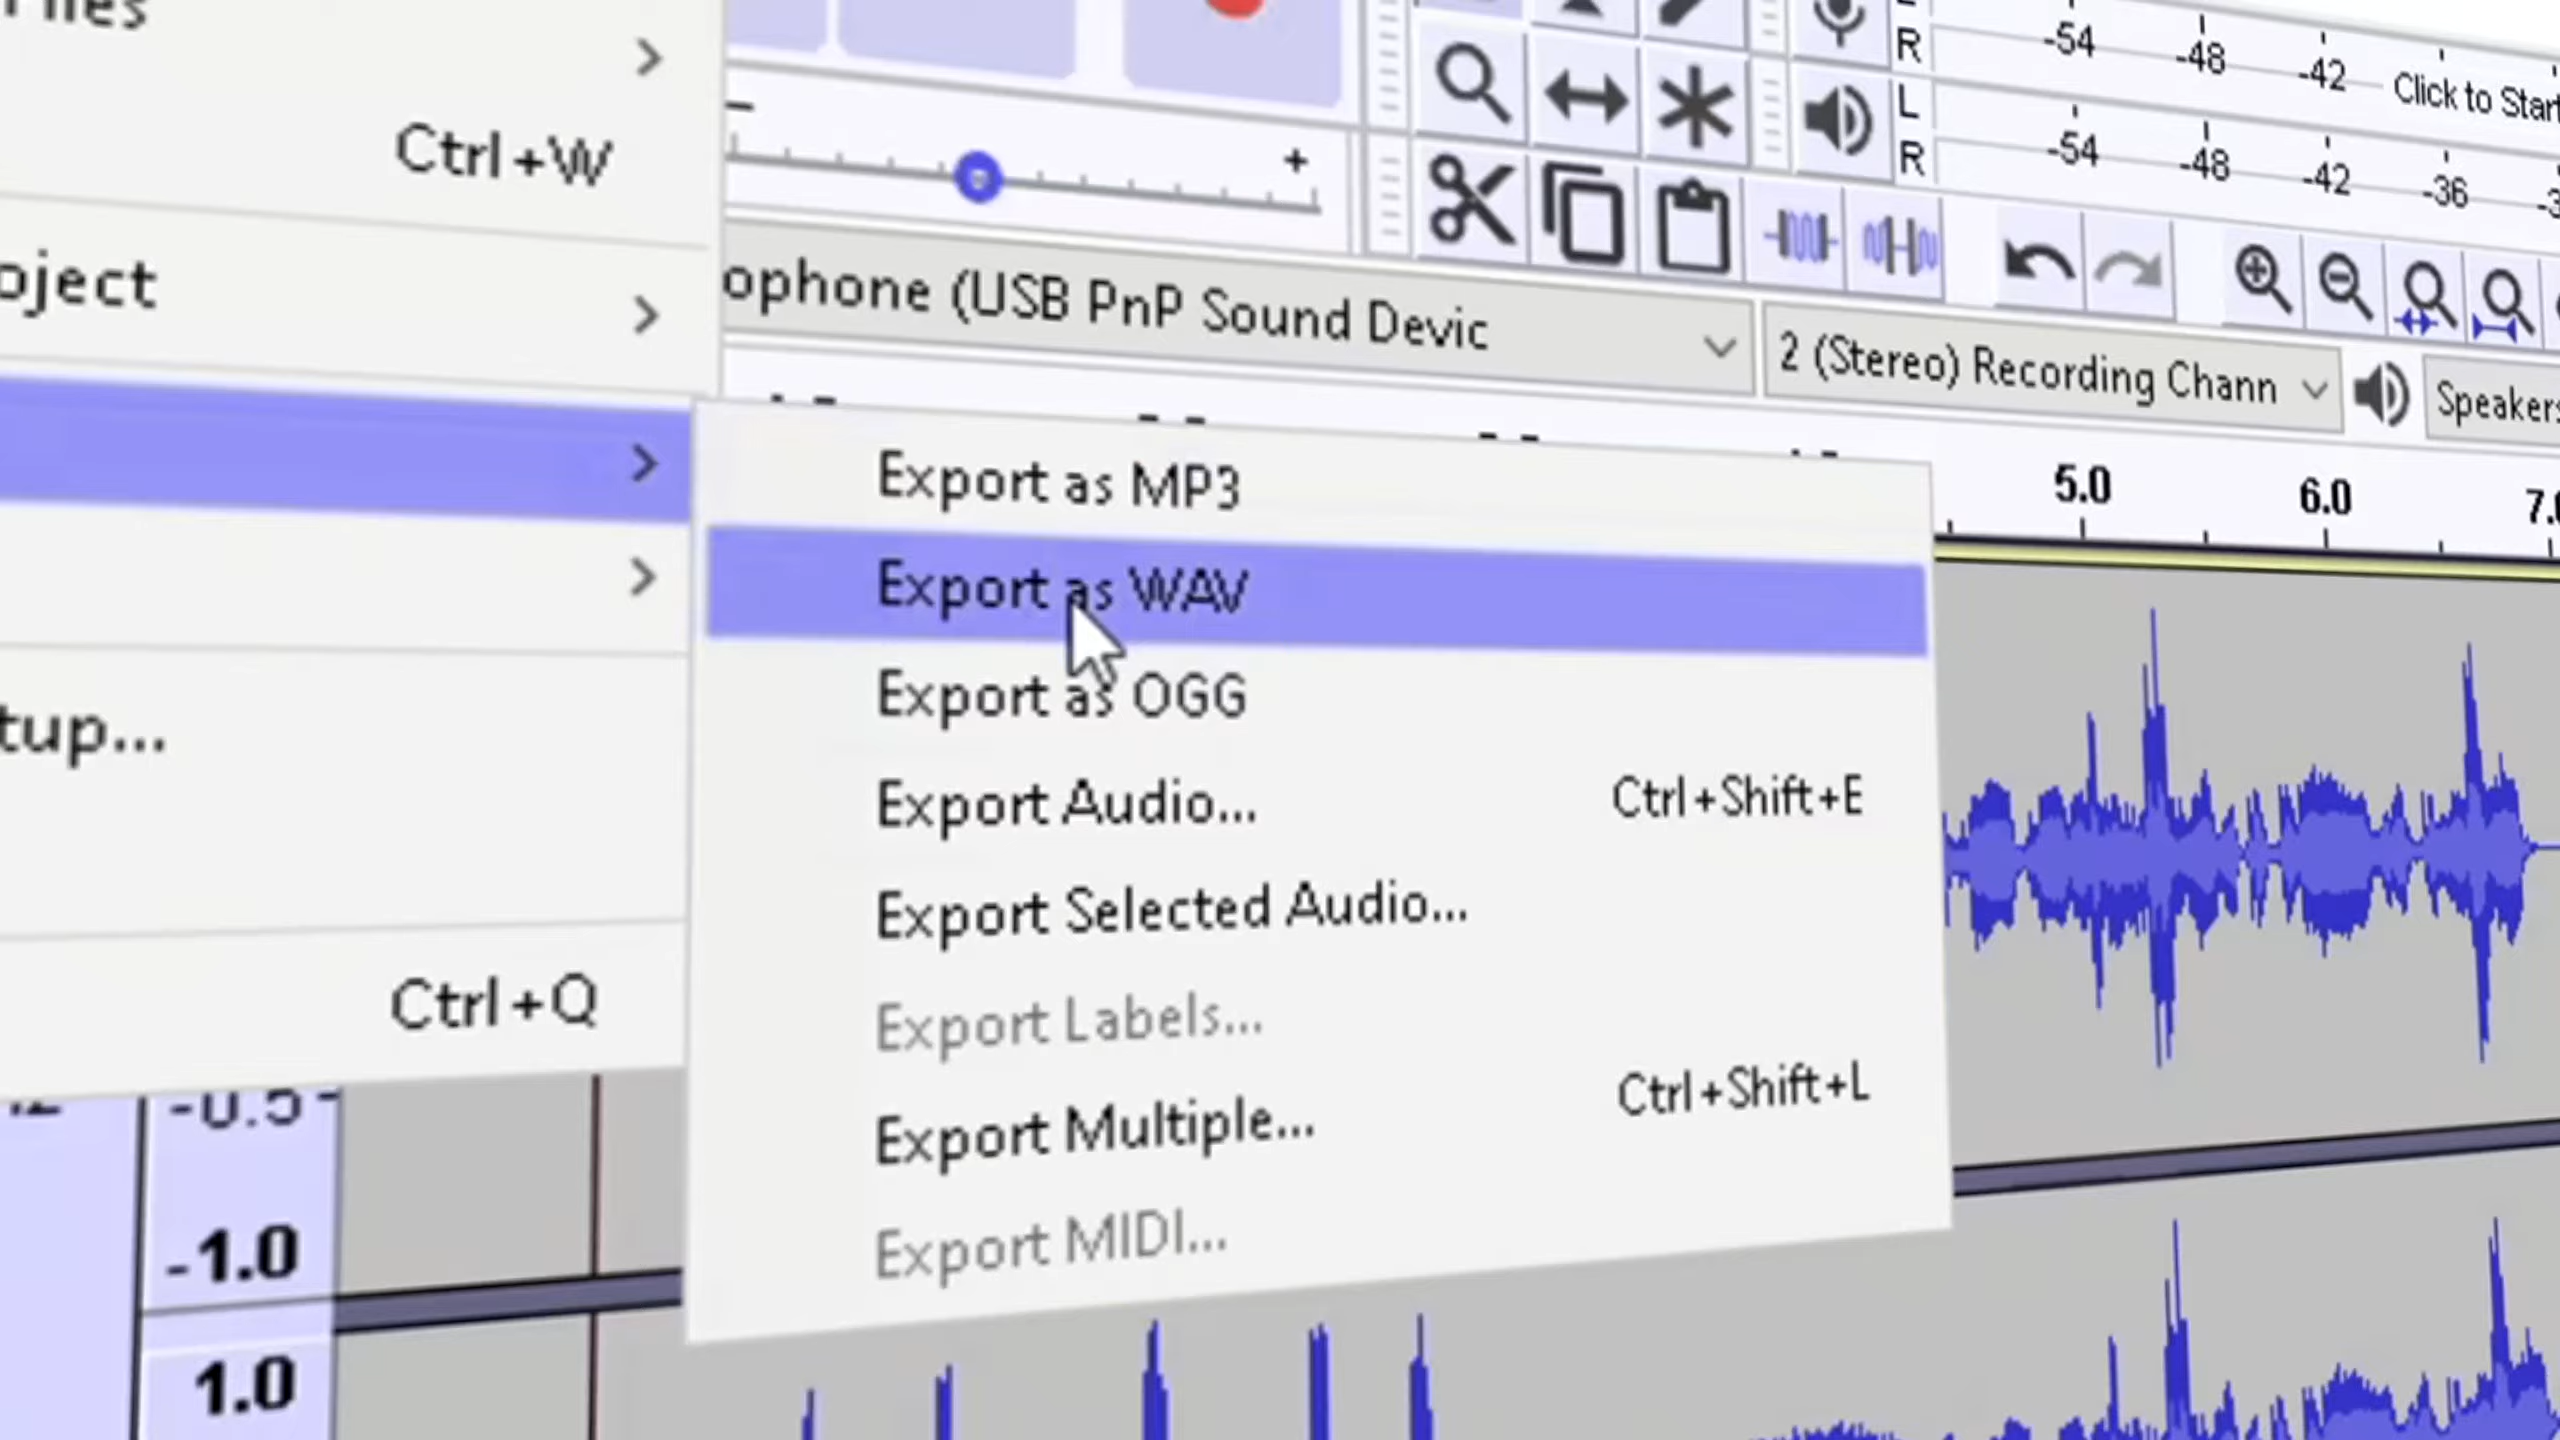 Files
Ctrl+W
oject
tup...
Ctrl+Q
Export as MP3
Export as WAV
Export as OGG
Export Audio... Ctrl+Shift+E
Export Selected Audio...
Export Labels...
Export Multiple... Ctrl+Shift+L
Export MIDI...
- +
R -54 -48 -42 Click to Start
L
R -54 -48 -42 -36
ophone (USB PnP Sound Devic
2 (Stereo) Recording Chann
Speakers
5.0 6.0 7.0
-0.5
-1.0
1.0